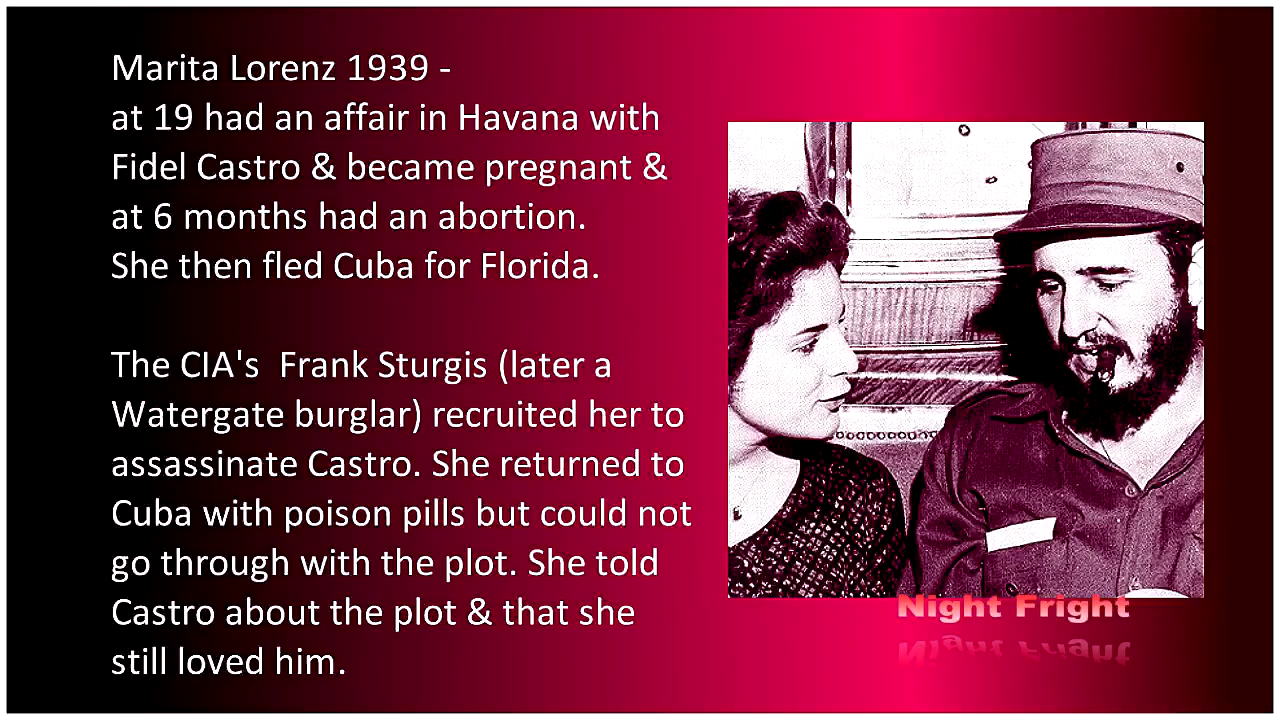 Marita Lorenz 1939 -
at 19 had an affair in Havana with
Fidel Castro & became pregnant &
at 6 months had an abortion.
She then fled Cuba for Florida.
The CIA's  Frank Sturgis (later a
Watergate burglar) recruited her to
assassinate Castro. She returned to
Cuba with poison pills but could not
go through with the plot. She told
Castro about the plot & that she
still loved him.
Night Fright